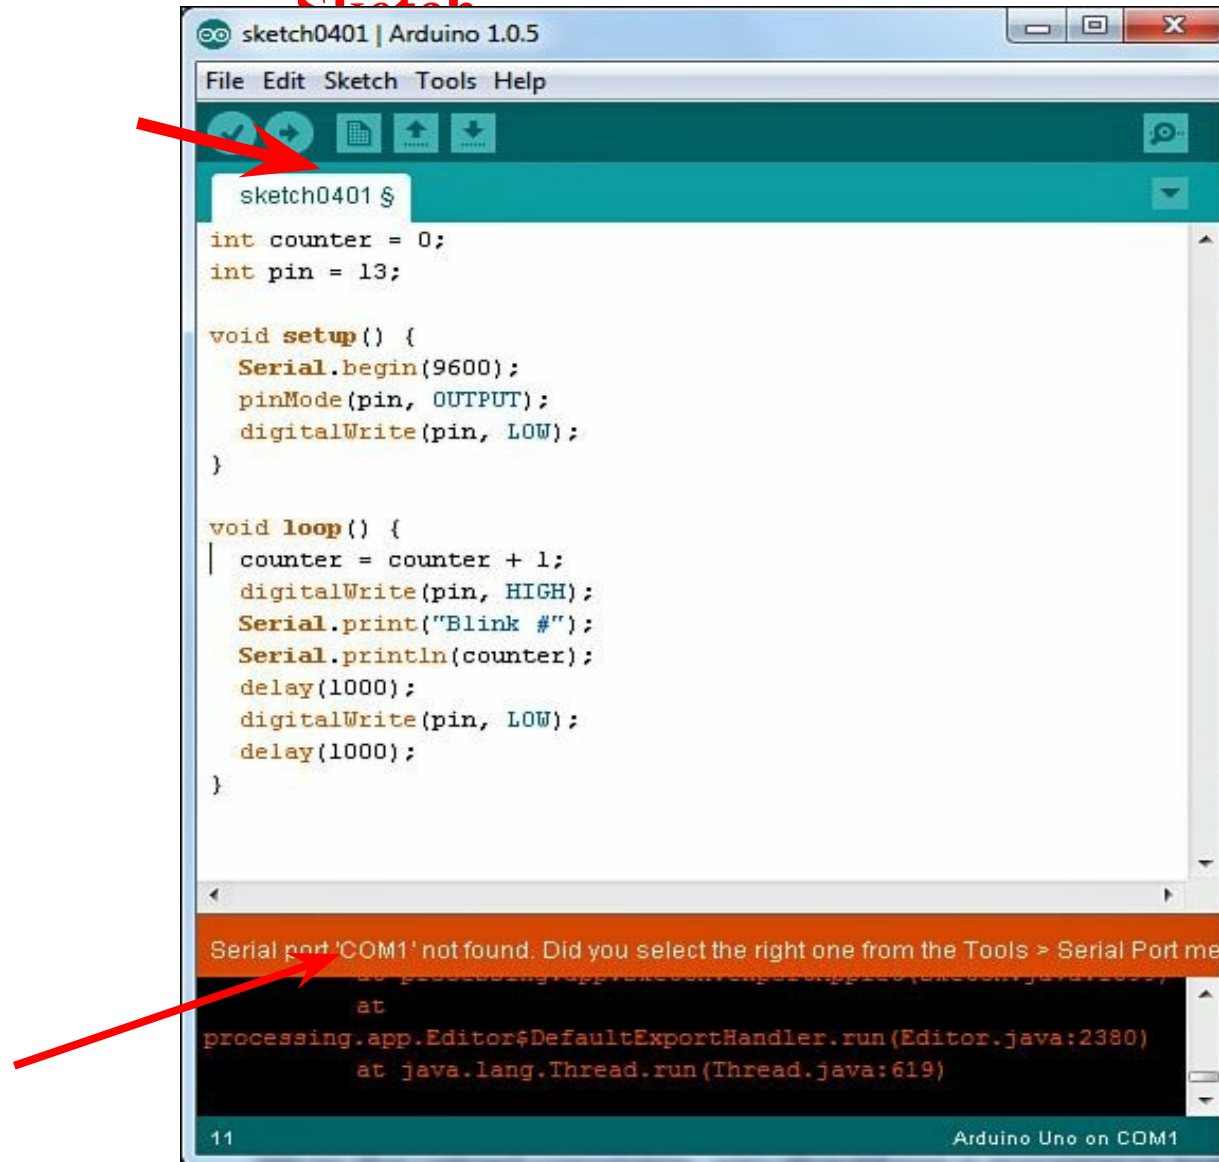 Sketch
sketch0401 | Arduino 1.0.5
File Edit Sketch Tools Help
sketch0401 §
int counter = 0;
int pin = 13;
void setup() {
  Serial.begin(9600);
  pinMode(pin, OUTPUT);
  digitalWrite(pin, LOW);
}
void loop() {
  counter = counter + 1;
  digitalWrite(pin, HIGH);
  Serial.print("Blink #");
  Serial.println(counter);
  delay(1000);
  digitalWrite(pin, LOW);
  delay(1000);
}
Serial port 'COM1' not found. Did you select the right one from the Tools > Serial Port me
at
processing.app.Editor$DefaultExportHandler.run(Editor.java:2380)
at java.lang.Thread.run(Thread.java:619)
11
Arduino Uno on COM1